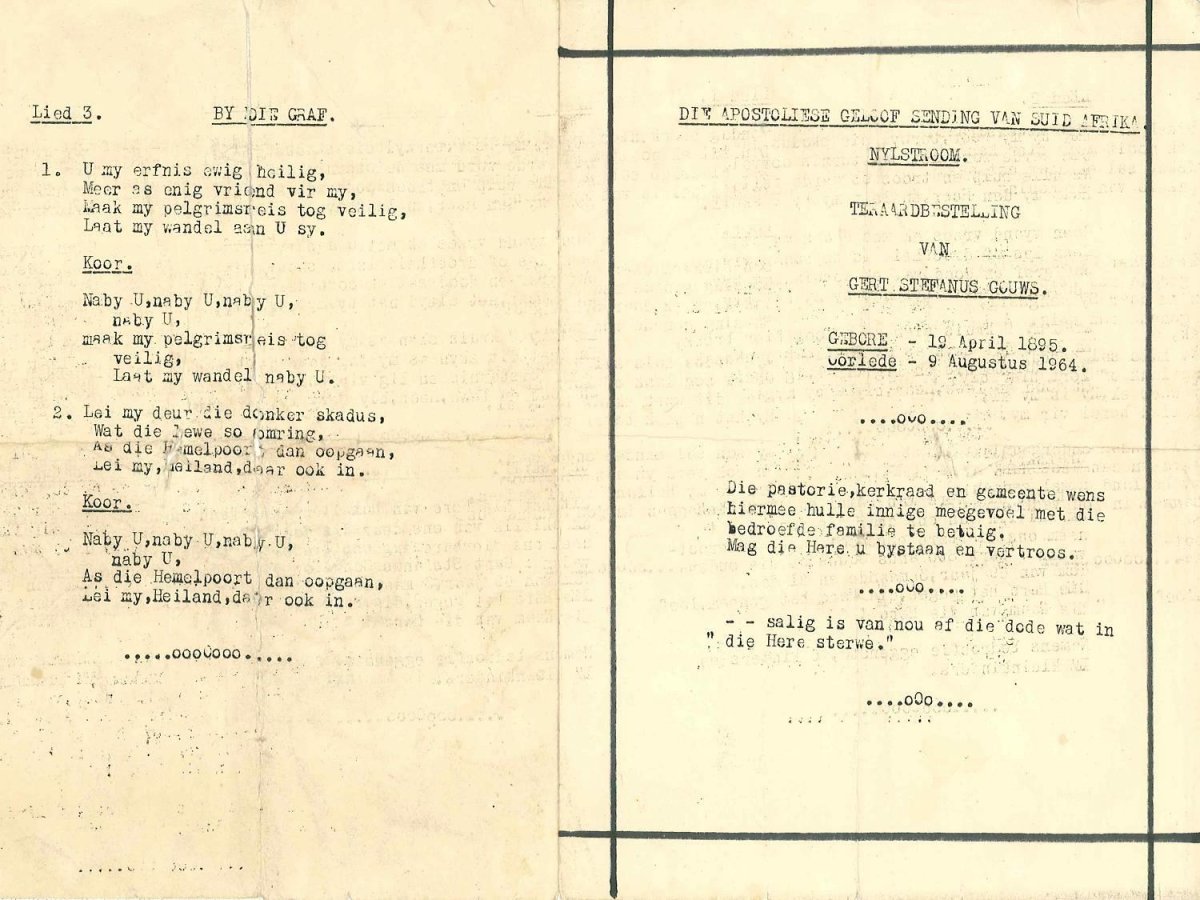 Lied 3. BY DIE GRAF.
1. U my erfnis ewig heilig,
Meer as enig vriend vir my,
Maak my pelgrimsreis tog veilig,
Laat my wandel aan U sy.
Koor.
Naby U,naby U,naby U,
naby U,
maak my pelgrimsreis tog
veilig,
Laat my wandel naby U.
2. Lei my deur die donker skadus,
Wat die lewe so omring,
As die Hemelpoort dan oopgaan,
Lei my,Heiland,daar ook in.
Koor.
Naby U,naby U,naby U,
naby U,
As die Hemelpoort dan oopgaan,
Lei my,Heiland,daar ook in.
.....ooo0ooo.....
DIE APOSTOLIESE GELOOF SENDING VAN SUID AFRIKA.
NYLSTROOM.
TERAARDBESTELLING
VAN
GERT STEFANUS GOUWS.
GEBORE - 19 April 1895.
Oorlede - 9 Augustus 1964.
....o0o....
Die pastorie,kerkraad en gemeente wens
hiermee hulle innige meegevoel met die
bedroefde familie te betuig.
Mag die Here u bystaan en vertroos.
....o0o....
- - salig is van nou af die dode wat in
" die Here sterwe."
....o0o....